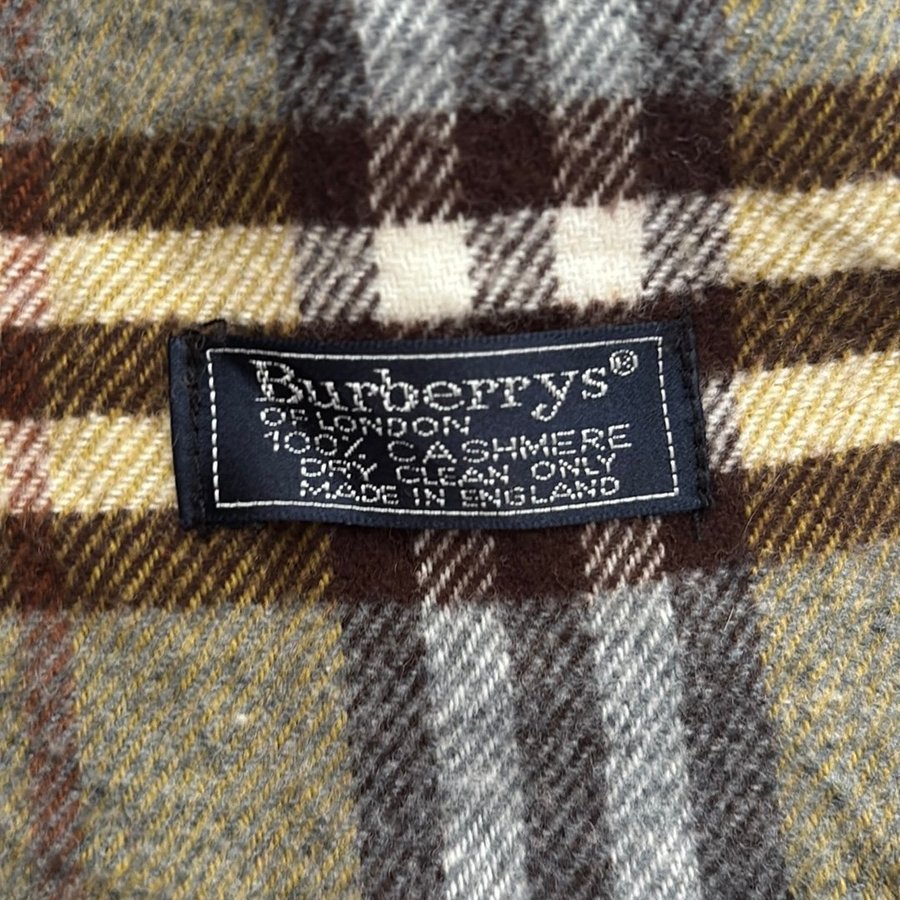 Burberrys®
OF LONDON
100% CASHMERE
DRY CLEAN ONLY
MADE IN ENGLAND